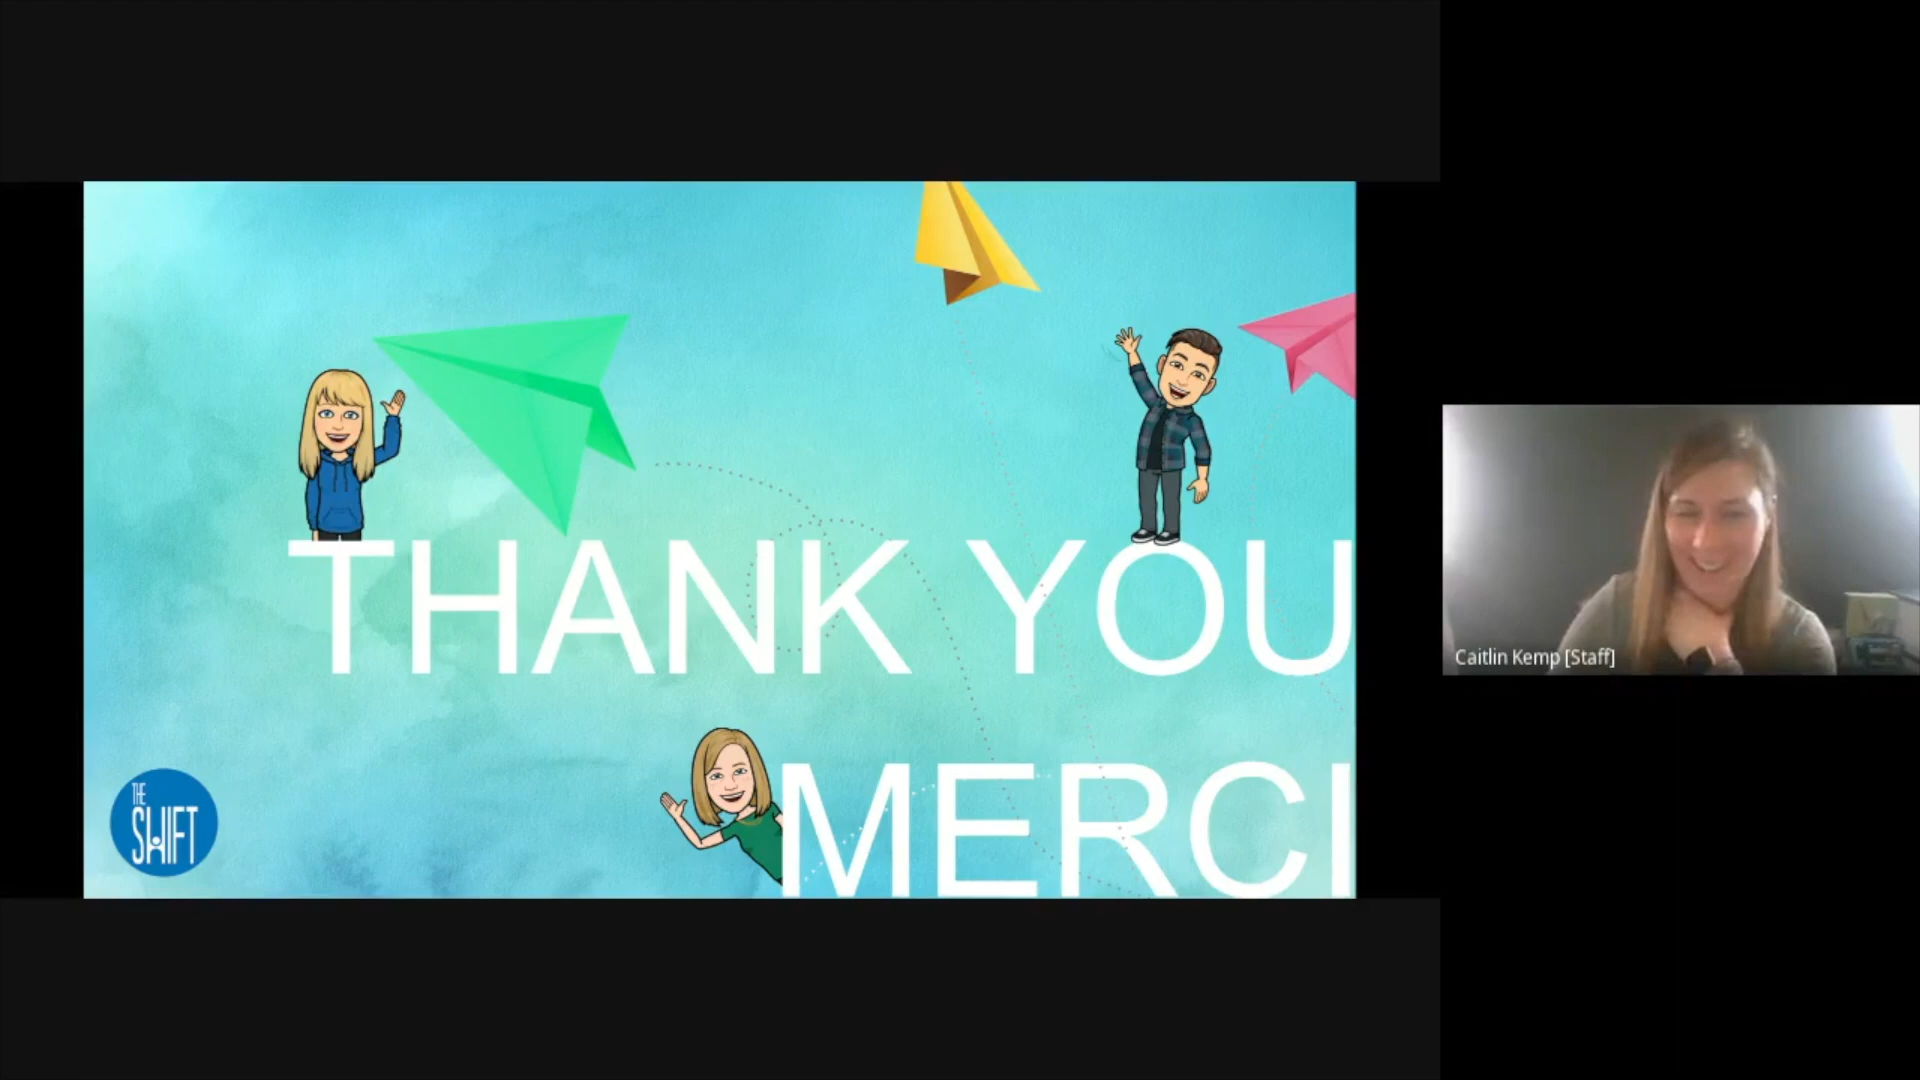 THANK YOU
MERCI
THE
SHIFT
Caitlin Kemp [Staff]